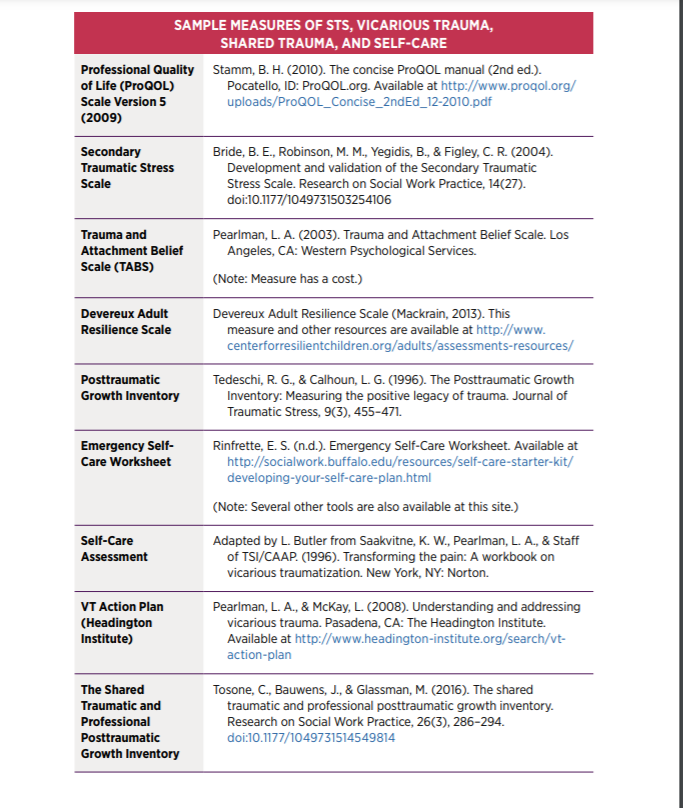 SAMPLE MEASURES OF STS, VICARIOUS TRAUMA,
SHARED TRAUMA, AND SELF-CARE
Professional Quality
of Life (ProQOL)
Scale Version 5
(2009)
Stamm, B. H. (2010). The concise ProQOL manual (2nd ed.).
Pocatello, ID: ProQOL.org. Available at http://www.proqol.org/
uploads/ProQOL_Concise_2ndEd_12-2010.pdf
Secondary
Traumatic Stress
Scale
Bride, B. E., Robinson, M. M., Yegidis, B., & Figley, C. R. (2004).
Development and validation of the Secondary Traumatic
Stress Scale. Research on Social Work Practice, 14(27).
doi:10.1177/1049731503254106
Trauma and
Attachment Belief
Scale (TABS)
Pearlman, L. A. (2003). Trauma and Attachment Belief Scale. Los
Angeles, CA: Western Psychological Services.
(Note: Measure has a cost.)
Devereux Adult
Resilience Scale
Devereux Adult Resilience Scale (Mackrain, 2013). This
measure and other resources are available at http://www.
centerforresilientchildren.org/adults/assessments-resources/
Posttraumatic
Growth Inventory
Tedeschi, R. G., & Calhoun, L. G. (1996). The Posttraumatic Growth
Inventory: Measuring the positive legacy of trauma. Journal of
Traumatic Stress, 9(3), 455–471.
Emergency Self-
Care Worksheet
Rinfrette, E. S. (n.d.). Emergency Self-Care Worksheet. Available at
http://socialwork.buffalo.edu/resources/self-care-starter-kit/
developing-your-self-care-plan.html
(Note: Several other tools are also available at this site.)
Self-Care
Assessment
Adapted by L. Butler from Saakvitne, K. W., Pearlman, L. A., & Staff
of TSI/CAAP. (1996). Transforming the pain: A workbook on
vicarious traumatization. New York, NY: Norton.
VT Action Plan
(Headington
Institute)
Pearlman, L. A., & McKay, L. (2008). Understanding and addressing
vicarious trauma. Pasadena, CA: The Headington Institute.
Available at http://www.headington-institute.org/search/vt-
action-plan
The Shared
Traumatic and
Professional
Posttraumatic
Growth Inventory
Tosone, C., Bauwens, J., & Glassman, M. (2016). The shared
traumatic and professional posttraumatic growth inventory.
Research on Social Work Practice, 26(3), 286–294.
doi:10.1177/1049731514549814